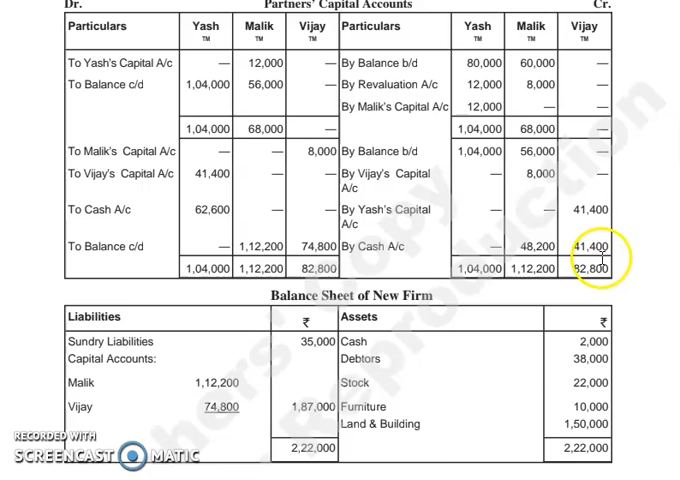 Dr. Partners' Capital Accounts Cr.
Particulars Yash Malik Vijay Particulars Yash Malik Vijay
TM TM TM TM TM TM
To Yash's Capital A/c — 12,000 — By Balance b/d 80,000 60,000 —
To Balance c/d 1,04,000 56,000 — By Revaluation A/c 12,000 8,000 —
By Malik's Capital A/c 12,000 — —
1,04,000 68,000 — 1,04,000 68,000 —
To Malik's Capital A/c — — 8,000 By Balance b/d 1,04,000 56,000 —
To Vijay's Capital A/c 41,400 — — By Vijay's Capital — 8,000 —
A/c
To Cash A/c 62,600 — — By Yash's Capital — — 41,400
A/c
To Balance c/d — 1,12,200 74,800 By Cash A/c — 48,200 41,400
1,04,000 1,12,200 82,800 1,04,000 1,12,200 82,800
Balance Sheet of New Firm
Liabilities ₹ Assets ₹
Sundry Liabilities 35,000 Cash 2,000
Capital Accounts: Debtors 38,000
Malik 1,12,200 Stock 22,000
Vijay 74,800 1,87,000 Furniture 10,000
Land & Building 1,50,000
2,22,000 2,22,000
RECORDED WITH
SCREENCAST MATIC